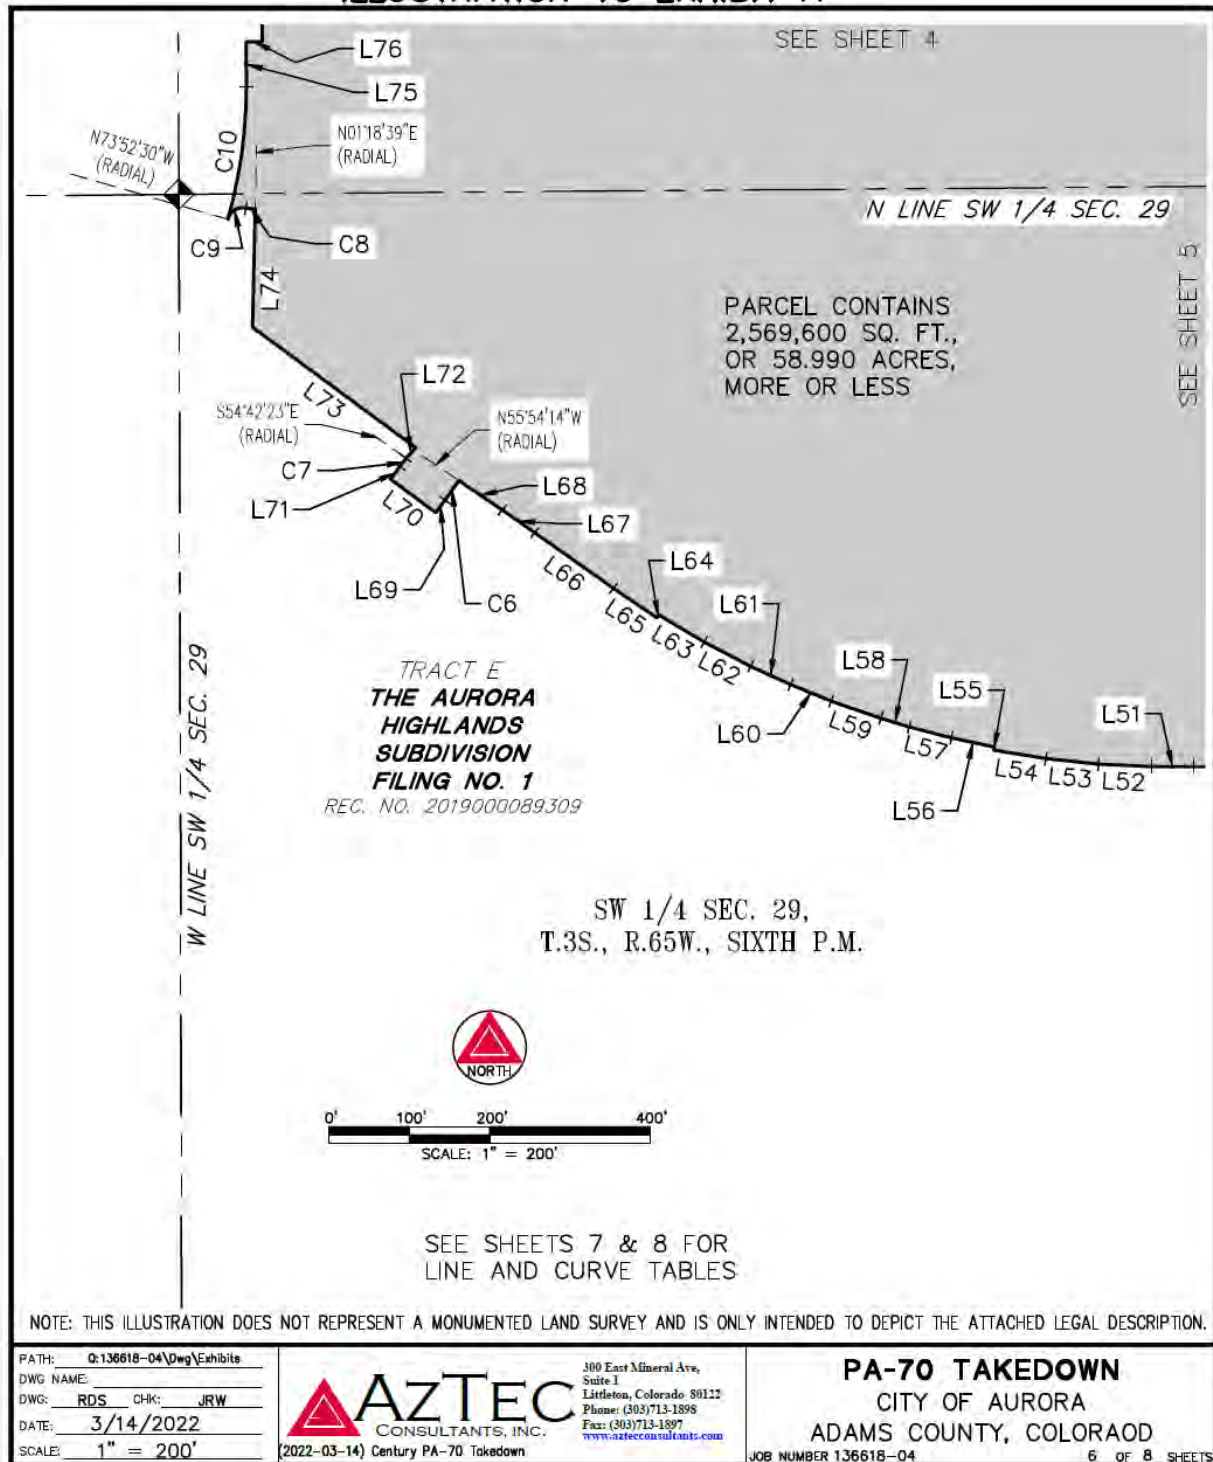 ILLUSTRATION TO EXHIBIT A
SEE SHEET 4
L76
L75
N73°52'30"W
(RADIAL)
C10
N01°18'39"E
(RADIAL)
N LINE SW 1/4 SEC. 29
C9
C8
L74
SEE SHEET 5
PARCEL CONTAINS
2,569,600 SQ. FT.,
OR 58.990 ACRES,
MORE OR LESS
L73
L72
S54°42'23"E
(RADIAL)
N55°54'14"W
(RADIAL)
C7
L71
L70
L68
L67
L69
C6
L66
L64
L65
L63
L61
L62
L60
L59
L58
L57
L55
L56
L54
L53
L52
L51
W LINE SW 1/4 SEC. 29
TRACT E
THE AURORA
HIGHLANDS
SUBDIVISION
FILING NO. 1
REC. NO. 2019000089309
SW 1/4 SEC. 29,
T.3S., R.65W., SIXTH P.M.
NORTH
0' 100' 200' 400'
SCALE: 1" = 200'
SEE SHEETS 7 & 8 FOR
LINE AND CURVE TABLES
NOTE: THIS ILLUSTRATION DOES NOT REPRESENT A MONUMENTED LAND SURVEY AND IS ONLY INTENDED TO DEPICT THE ATTACHED LEGAL DESCRIPTION.
PATH: Q:136618-04\Dwg\Exhibits
DWG NAME:
DWG: RDS CHK: JRW
DATE: 3/14/2022
SCALE: 1" = 200'
AZTEC
CONSULTANTS, INC.
(2022-03-14) Century PA-70 Takedown
300 East Mineral Ave,
Suite 1
Littleton, Colorado 80122
Phone: (303)713-1898
Fax: (303)713-1897
www.aztecconsultants.com
PA-70 TAKEDOWN
CITY OF AURORA
ADAMS COUNTY, COLORAOD
JOB NUMBER 136618-04 6 OF 8 SHEETS